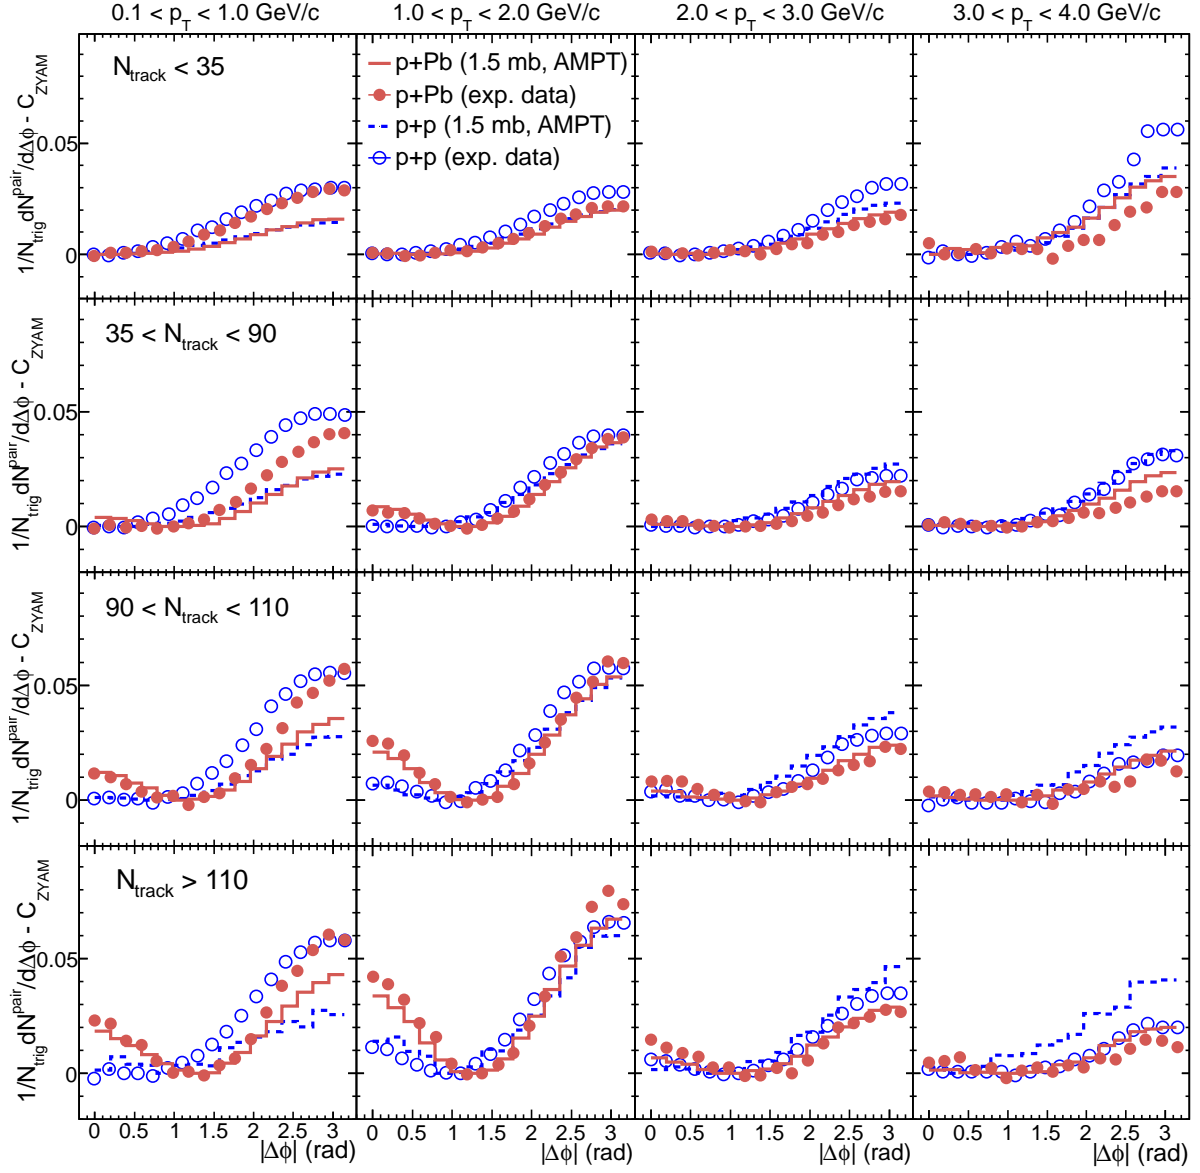 0.1 < p_T < 1.0 GeV/c 1.0 < p_T < 2.0 GeV/c 2.0 < p_T < 3.0 GeV/c 3.0 < p_T < 4.0 GeV/c
N_track < 35
p+Pb (1.5 mb, AMPT)
p+Pb (exp. data)
p+p (1.5 mb, AMPT)
p+p (exp. data)
1/N_trig dN^pair/dΔϕ - C_ZYAM
0.05
0
35 < N_track < 90
1/N_trig dN^pair/dΔϕ - C_ZYAM
0.05
0
90 < N_track < 110
1/N_trig dN^pair/dΔϕ - C_ZYAM
0.05
0
N_track > 110
1/N_trig dN^pair/dΔϕ - C_ZYAM
0.05
0
0 0.5 1 1.5 2 2.5 3 0 0.5 1 1.5 2 2.5 3 0 0.5 1 1.5 2 2.5 3 0 0.5 1 1.5 2 2.5 3
|Δϕ| (rad) |Δϕ| (rad) |Δϕ| (rad) |Δϕ| (rad)